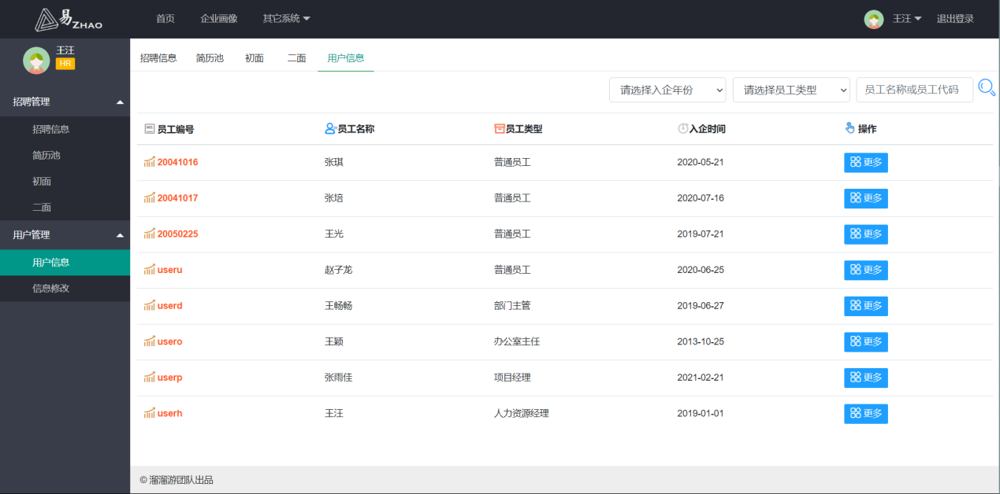 易ZHAO 首页 企业画像 其它系统 王汪 退出登录
王汪
HR
招聘管理
招聘信息
简历池
初面
二面
用户管理
用户信息
信息修改
招聘信息 简历池 初面 二面 用户信息
请选择入企年份 请选择员工类型 员工名称或员工代码
员工编号 员工名称 员工类型 入企时间 操作
20041016 张琪 普通员工 2020-05-21 更多
20041017 张培 普通员工 2020-07-16 更多
20050225 王光 普通员工 2019-07-21 更多
useru 赵子龙 普通员工 2020-06-25 更多
userd 王畅畅 部门主管 2019-06-27 更多
usero 王颖 办公室主任 2013-10-25 更多
userp 张雨佳 项目经理 2021-02-21 更多
userh 王汪 人力资源经理 2019-01-01 更多
© 溜溜游团队出品